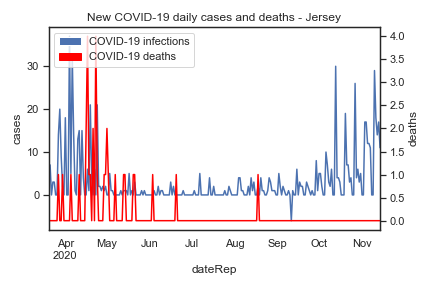 New COVID-19 daily cases and deaths - Jersey
COVID-19 infections
COVID-19 deaths
30
20
10
0
cases
4.0
3.5
3.0
2.5
2.0
1.5
1.0
0.5
0.0
deaths
Apr May Jun Jul Aug Sep Oct Nov
2020
dateRep